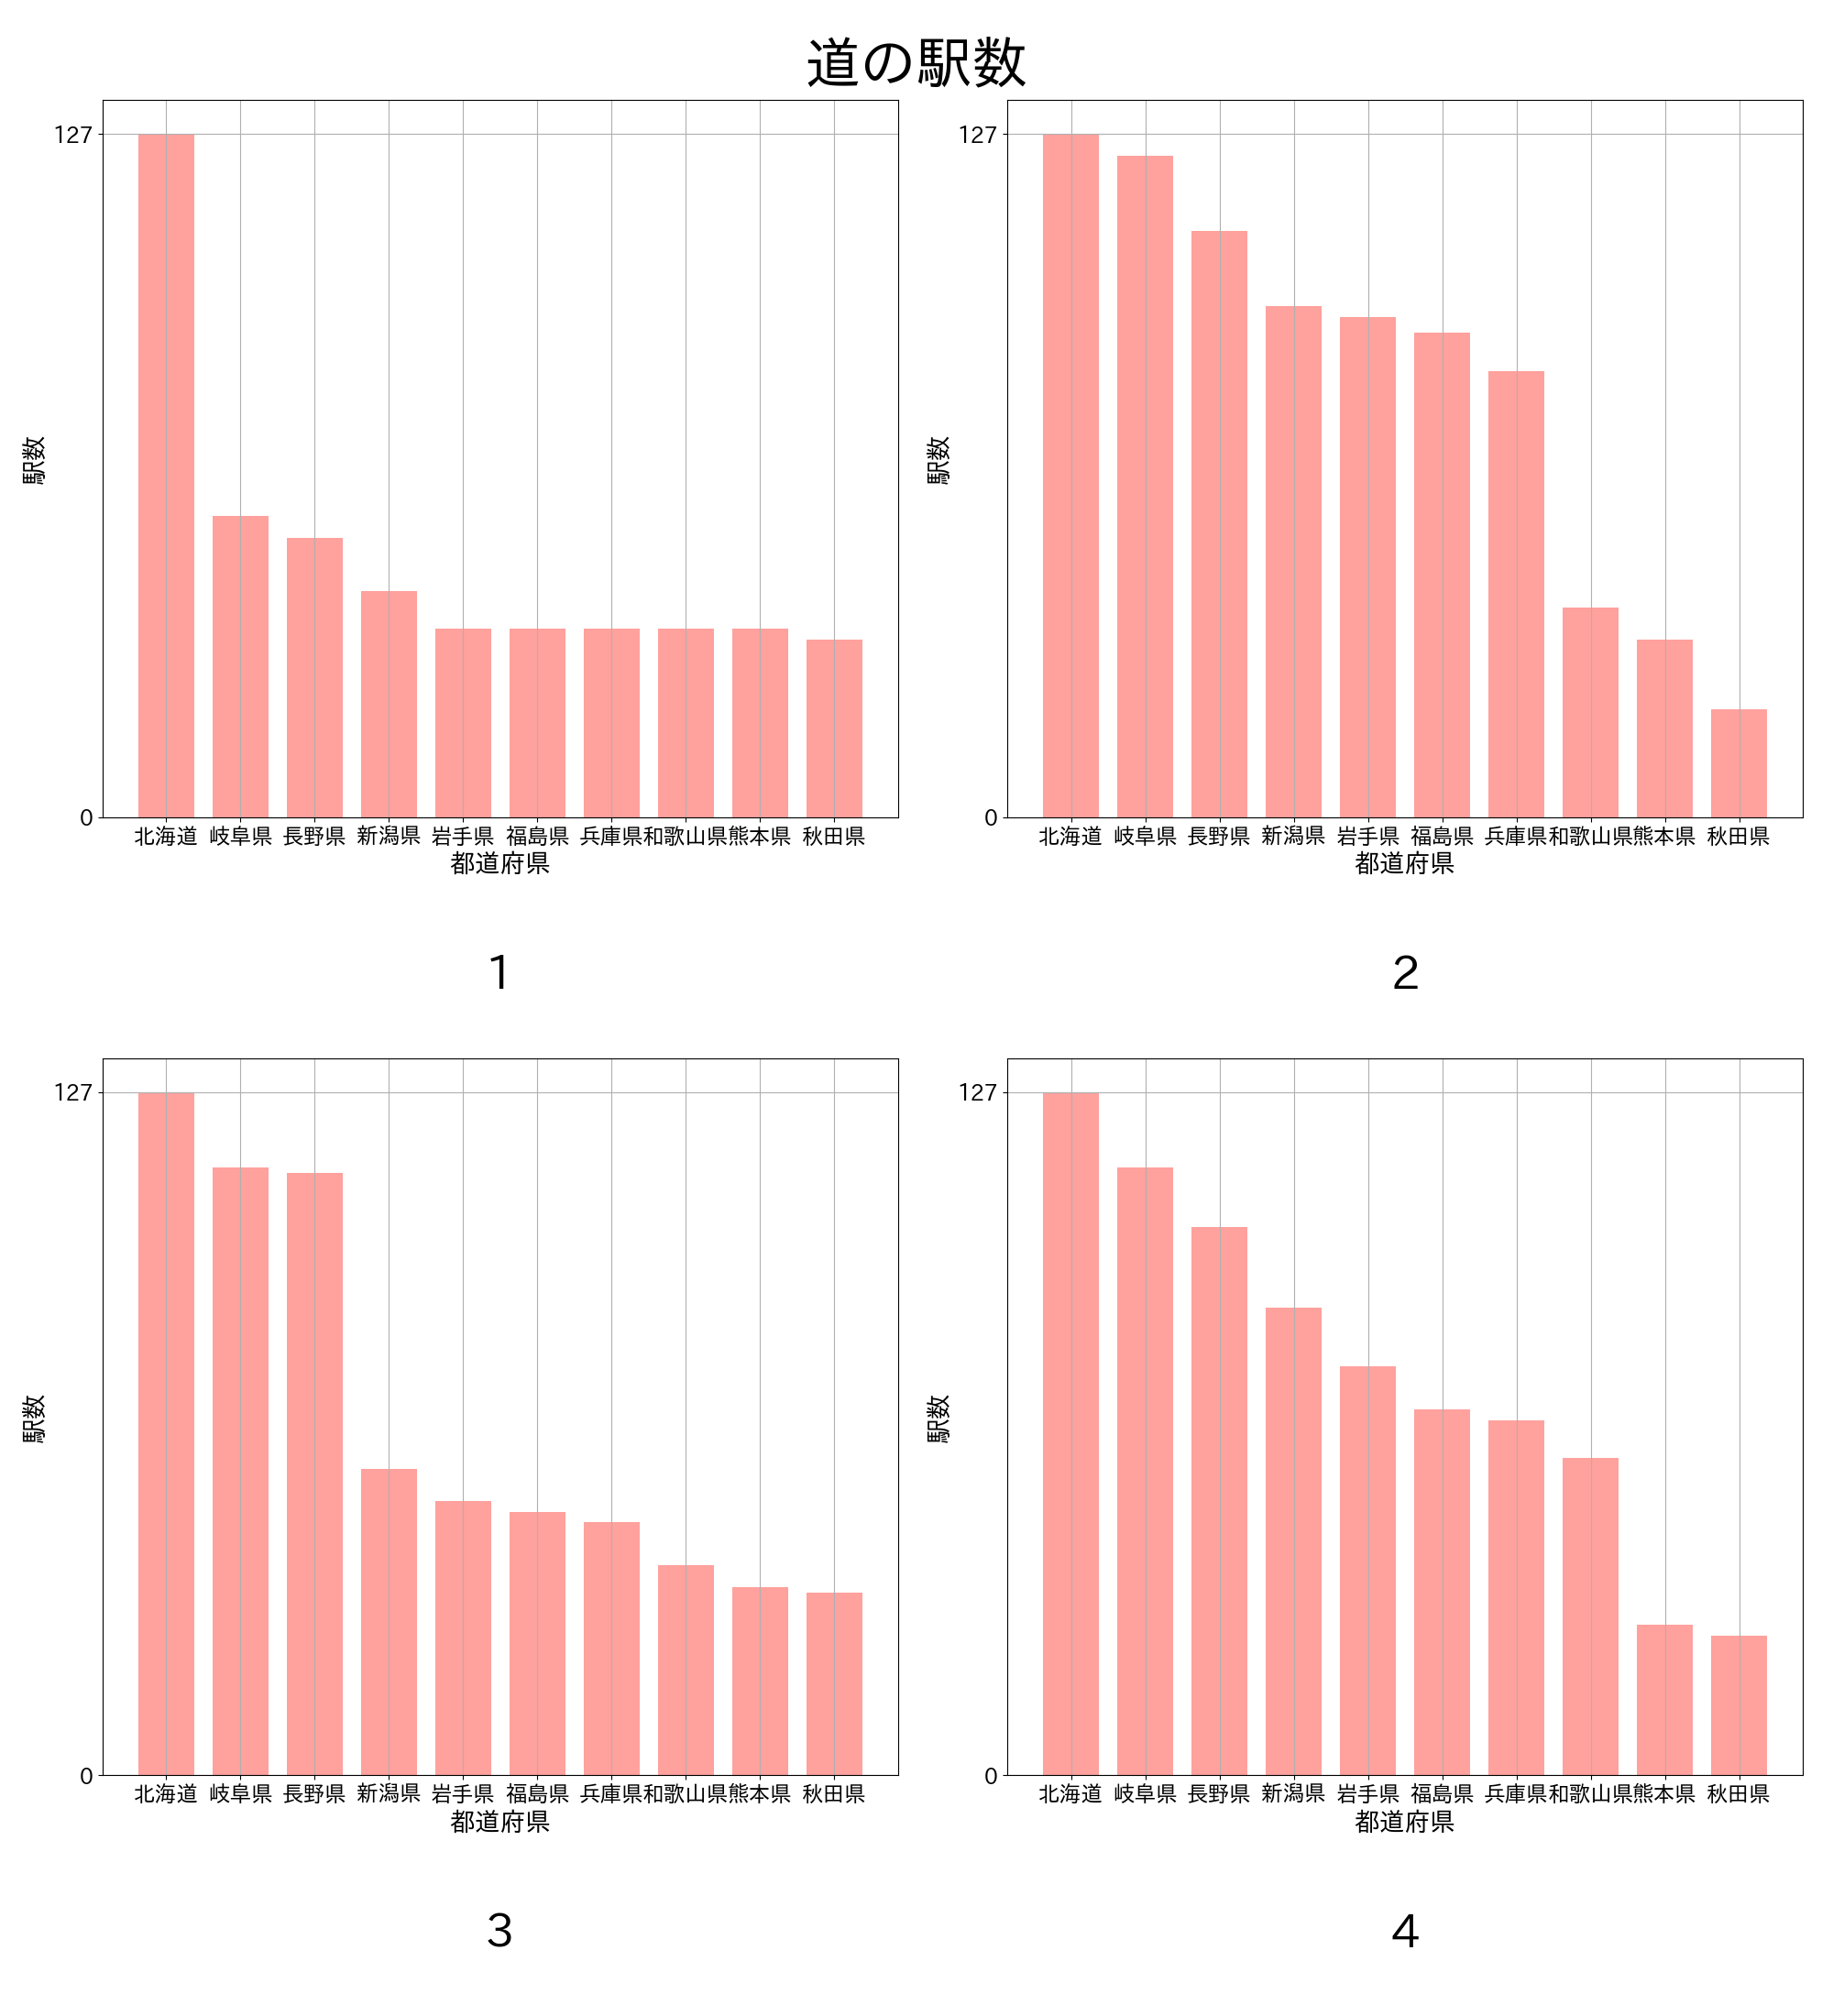 道の駅数
127
0
駅数
北海道 岐阜県 長野県 新潟県 岩手県 福島県 兵庫県 和歌山県 熊本県 秋田県
都道府県
1
127
0
駅数
北海道 岐阜県 長野県 新潟県 岩手県 福島県 兵庫県 和歌山県 熊本県 秋田県
都道府県
2
127
0
駅数
北海道 岐阜県 長野県 新潟県 岩手県 福島県 兵庫県 和歌山県 熊本県 秋田県
都道府県
3
127
0
駅数
北海道 岐阜県 長野県 新潟県 岩手県 福島県 兵庫県 和歌山県 熊本県 秋田県
都道府県
4